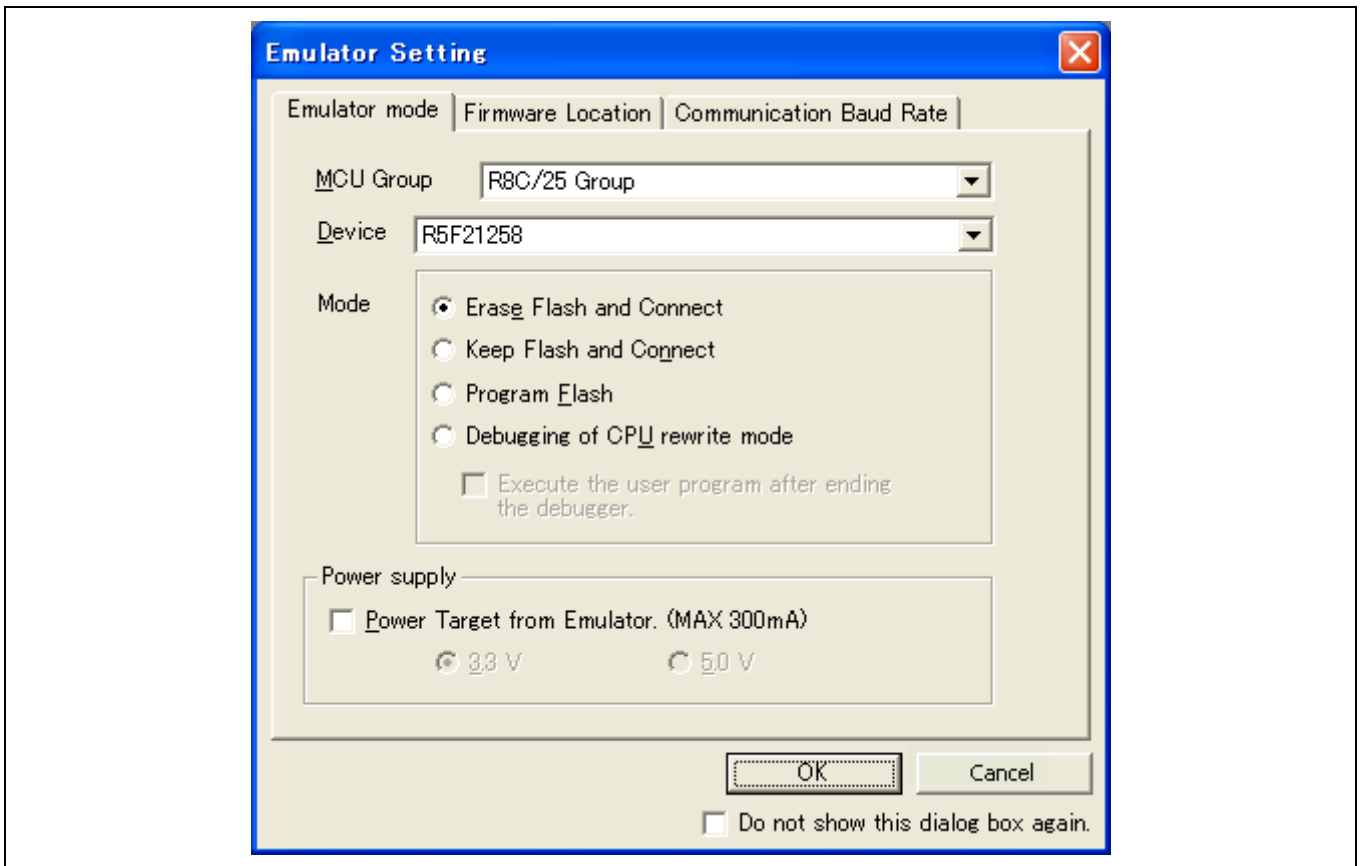 Emulator Setting
Emulator mode
Firmware Location
Communication Baud Rate
MCU Group
R8C/25 Group
Device
R5F21258
Mode
Erase Flash and Connect
Keep Flash and Connect
Program Flash
Debugging of CPU rewrite mode
Execute the user program after ending
the debugger.
Power supply
Power Target from Emulator. (MAX 300mA)
3.3 V
5.0 V
OK
Cancel
Do not show this dialog box again.